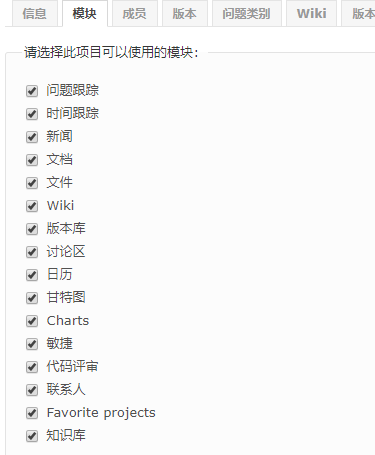 信息 模块 成员 版本 问题类别 Wiki 版本
请选择此项目可以使用的模块：
问题跟踪
时间跟踪
新闻
文档
文件
Wiki
版本库
讨论区
日历
甘特图
Charts
敏捷
代码评审
联系人
Favorite projects
知识库